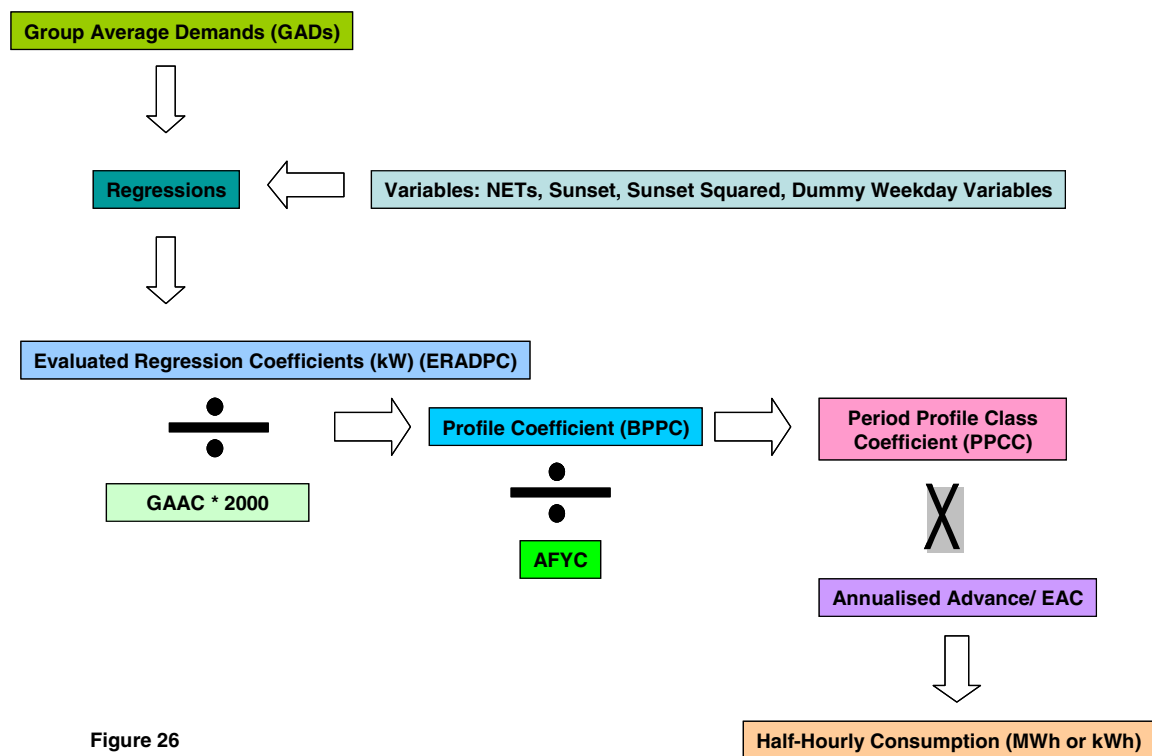 Group Average Demands (GADs)
Regressions
Variables: NETs, Sunset, Sunset Squared, Dummy Weekday Variables
Evaluated Regression Coefficients (kW) (ERADPC)
GAAC * 2000
Profile Coefficient (BPPC)
AFYC
Period Profile Class
Coefficient (PPCC)
X
Annualised Advance/ EAC
Half-Hourly Consumption (MWh or kWh)
Figure 26